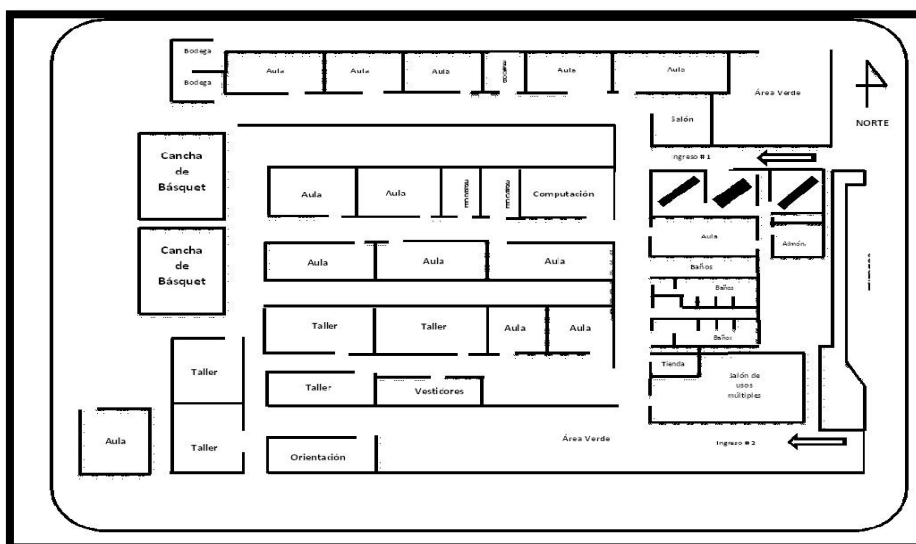 Bodega
Bodega
Aula
Aula
Aula
Aula
Aula
Área Verde
NORTE
Salón
Ingreso # 1
Cancha
de
Básquet
Aula
Aula
Computación
Aula
Admón.
Cancha
de
Básquet
Aula
Aula
Aula
Baños
Baños
Taller
Taller
Aula
Aula
Baños
Taller
Taller
Vestidores
Tienda
Salón de
usos
múltiples
Aula
Taller
Orientación
Área Verde
Ingreso # 2